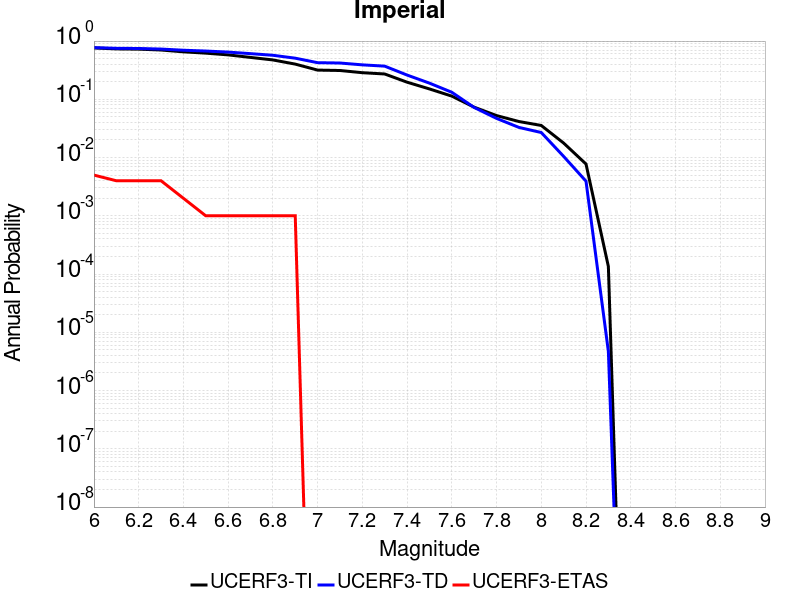 Imperial
10^0
10^-1
10^-2
10^-3
10^-4
10^-5
10^-6
10^-7
10^-8
Annual Probability
6 6.2 6.4 6.6 6.8 7 7.2 7.4 7.6 7.8 8 8.2 8.4 8.6 8.8 9
Magnitude
UCERF3-TI UCERF3-TD UCERF3-ETAS